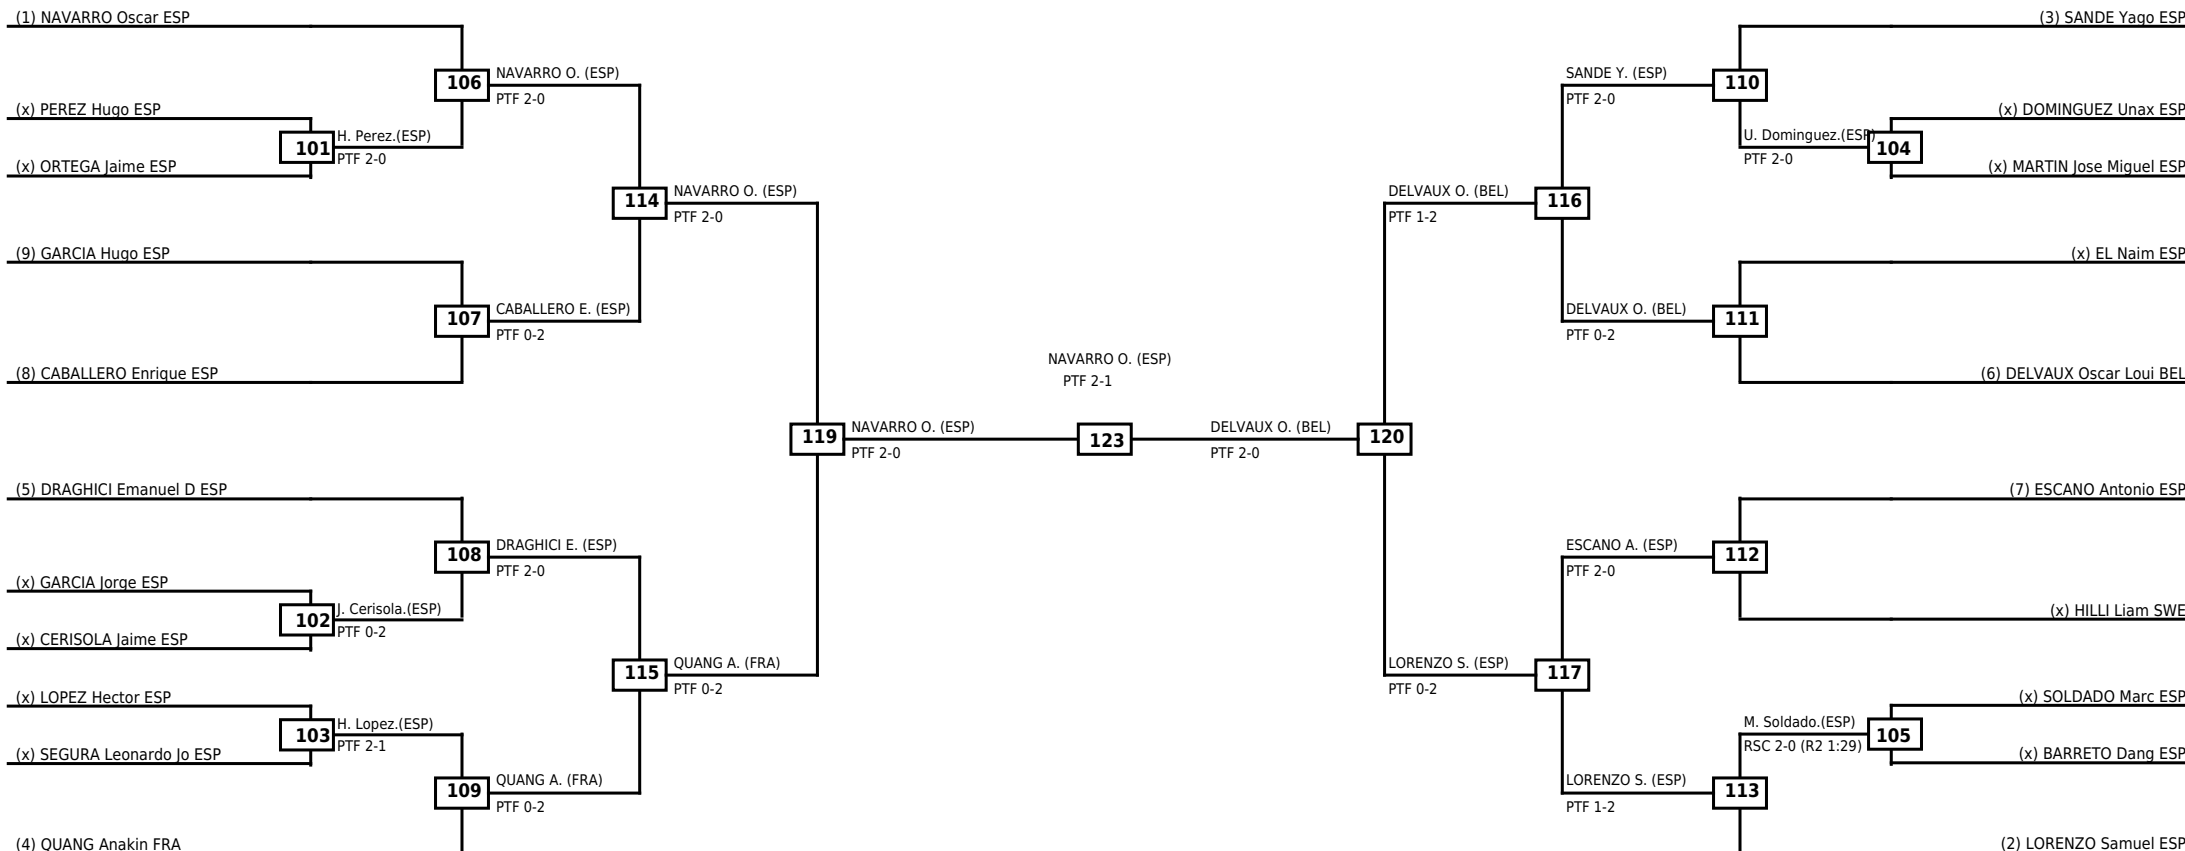 (1) NAVARRO Oscar ESP
(3) SANDE Yago ESP
106
NAVARRO O. (ESP)
PTF 2-0
SANDE Y. (ESP)
PTF 2-0
110
(x) PEREZ Hugo ESP
101
H. Perez.(ESP)
PTF 2-0
(x) ORTEGA Jaime ESP
(x) DOMINGUEZ Unax ESP
U. Dominguez.(ESP)
PTF 2-0
104
(x) MARTIN Jose Miguel ESP
114
NAVARRO O. (ESP)
PTF 2-0
DELVAUX O. (BEL)
PTF 1-2
116
(9) GARCIA Hugo ESP
(x) EL Naim ESP
107
CABALLERO E. (ESP)
PTF 0-2
DELVAUX O. (BEL)
PTF 0-2
111
(8) CABALLERO Enrique ESP
(6) DELVAUX Oscar Loui BEL
NAVARRO O. (ESP)
PTF 2-1
119
NAVARRO O. (ESP)
PTF 2-0
123
DELVAUX O. (BEL)
PTF 2-0
120
(5) DRAGHICI Emanuel D ESP
(7) ESCANO Antonio ESP
108
DRAGHICI E. (ESP)
PTF 2-0
ESCANO A. (ESP)
PTF 2-0
112
(x) GARCIA Jorge ESP
102
J. Cerisola.(ESP)
PTF 0-2
(x) CERISOLA Jaime ESP
(x) HILLI Liam SWE
115
QUANG A. (FRA)
PTF 0-2
LORENZO S. (ESP)
PTF 0-2
117
(x) LOPEZ Hector ESP
103
H. Lopez.(ESP)
PTF 2-1
(x) SEGURA Leonardo Jo ESP
(x) SOLDADO Marc ESP
M. Soldado.(ESP)
RSC 2-0 (R2 1:29)
105
(x) BARRETO Dang ESP
109
QUANG A. (FRA)
PTF 0-2
LORENZO S. (ESP)
PTF 1-2
113
(4) QUANG Anakin FRA
(2) LORENZO Samuel ESP